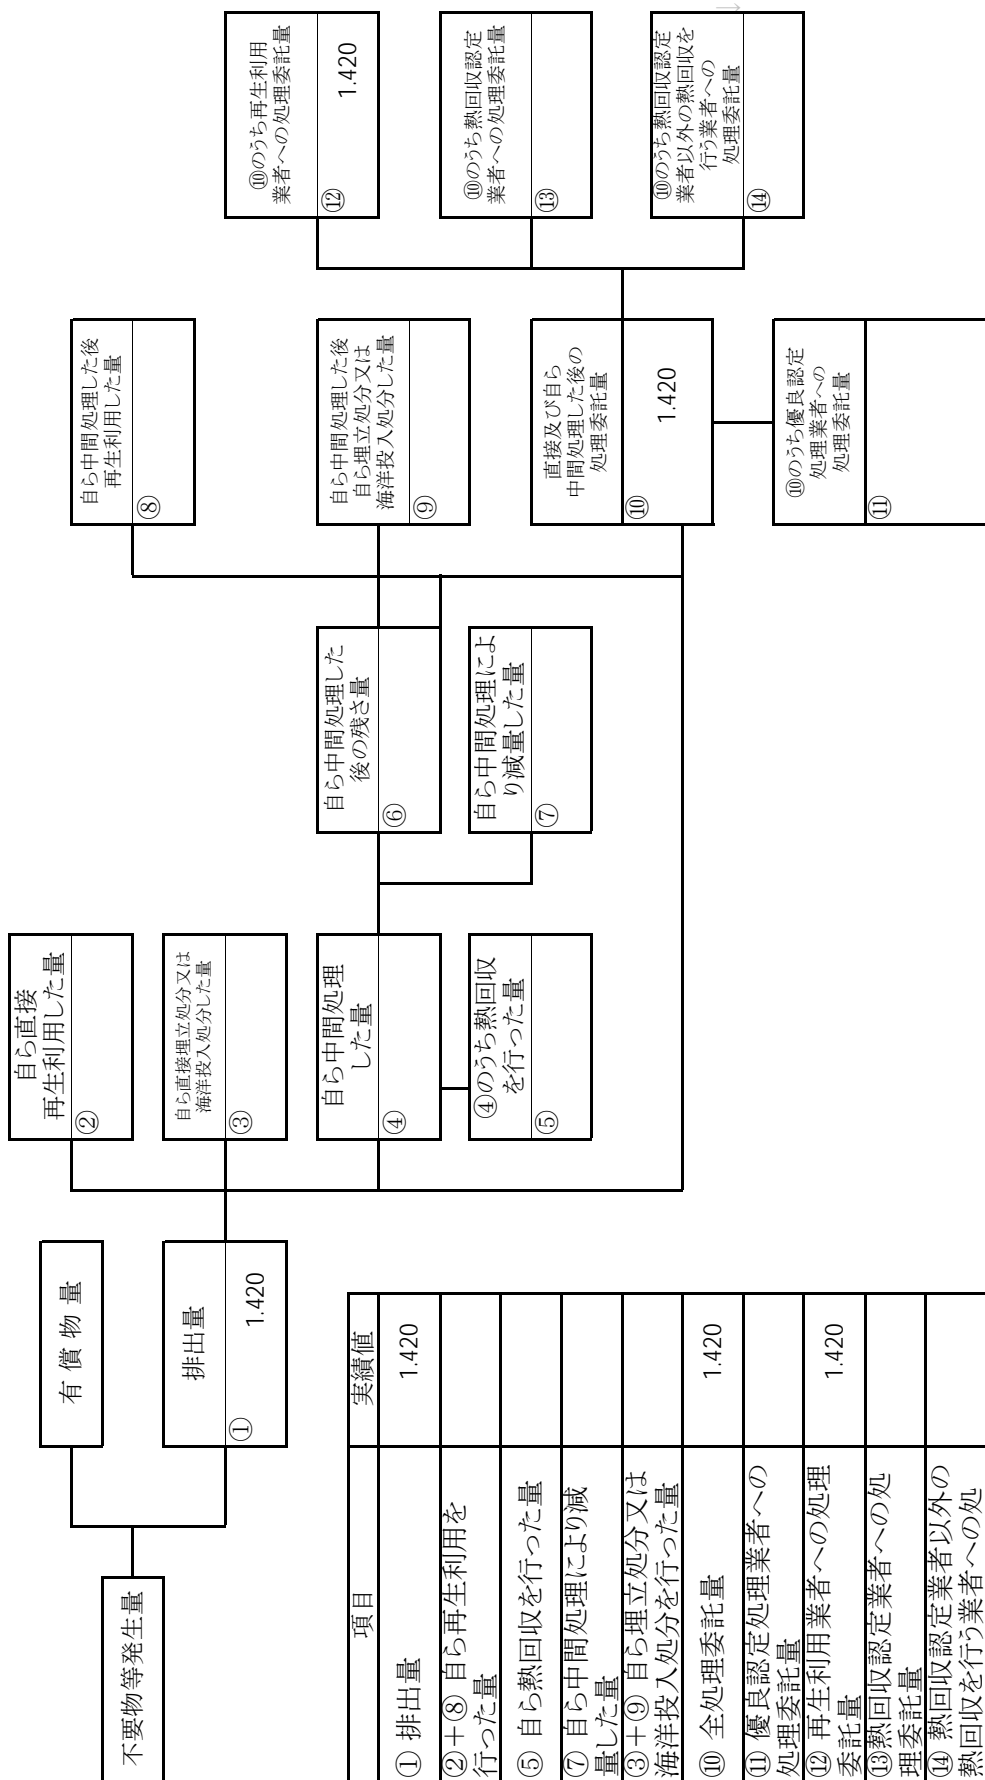 不要物等発生量
有 償 物 量
排出量
①
1.420
自ら直接
再生利用した量
②
自ら直接埋立処分又は
海洋投入処分した量
③
自ら中間処理
した量
④
④のうち熱回収
を行った量
⑤
自ら中間処理した
後の残さ量
⑥
自ら中間処理によ
り減量した量
⑦
自ら中間処理した後
再生利用した量
⑧
自ら中間処理した後
自ら埋立処分又は
海洋投入処分した量
⑨
直接及び自ら
中間処理した後の
処理委託量
⑩
1.420
⑩のうち優良認定
処理業者への
処理委託量
⑪
⑩のうち再生利用
業者への処理委託量
⑫
1.420
⑩のうち熱回収認定
業者への処理委託量
⑬
⑩のうち熱回収認定
業者以外の熱回収を
行う業者への
処理委託量
⑭
項目
実績値
① 排出量
1.420
②+⑧ 自ら再生利用を
行った量
⑤ 自ら熱回収を行った量
⑦ 自ら中間処理により減
量した量
③+⑨ 自ら埋立処分又は
海洋投入処分を行った量
⑩ 全処理委託量
1.420
⑪ 優良認定処理業者への
処理委託量
⑫ 再生利用業者への処理
委託量
1.420
⑬熱回収認定業者への処
理委託量
⑭ 熱回収認定業者以外の
熱回収を行う業者への処